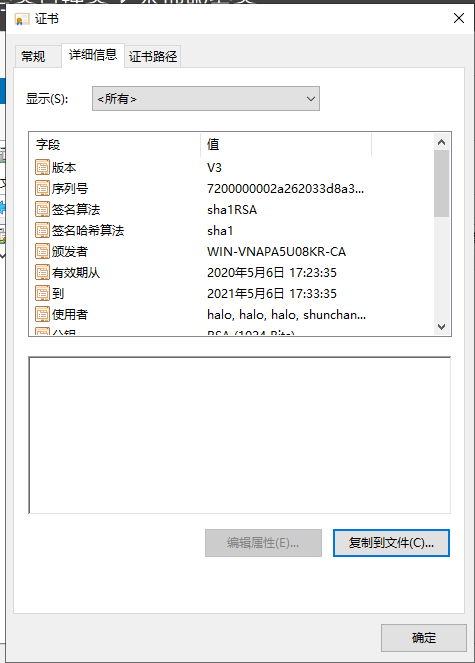 证书
常规 详细信息 证书路径
显示(S): <所有>
字段 值
版本 V3
序列号 7200000002a262033d8a3...
签名算法 sha1RSA
签名哈希算法 sha1
颁发者 WIN-VNAPA5U08KR-CA
有效期从 2020年5月6日 17:23:35
到 2021年5月6日 17:33:35
使用者 halo, halo, halo, shunchan...
公钥 RSA (1024 Bits)
编辑属性(E)... 复制到文件(C)...
确定